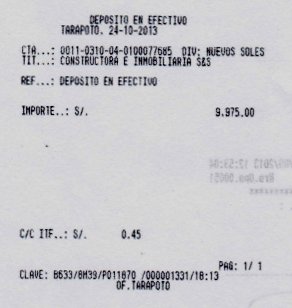 DEPOSITO EN EFECTIVO
TARAPOTO. 24-10-2013
CTA...: 0011-0310-04-0100077685 DIV: NUEVOS SOLES
TIT...: CONSTRUCTORA E INMOBILIARIA S&S
REF...: DEPOSITO EN EFECTIVO
IMPORTE..: S/. 9.975.00
C/C ITF..: S/. 0.45
PAG: 1/ 1
CLAVE: B633/8M39/P011870 /000001331/18:13
OF.TARAPOTO